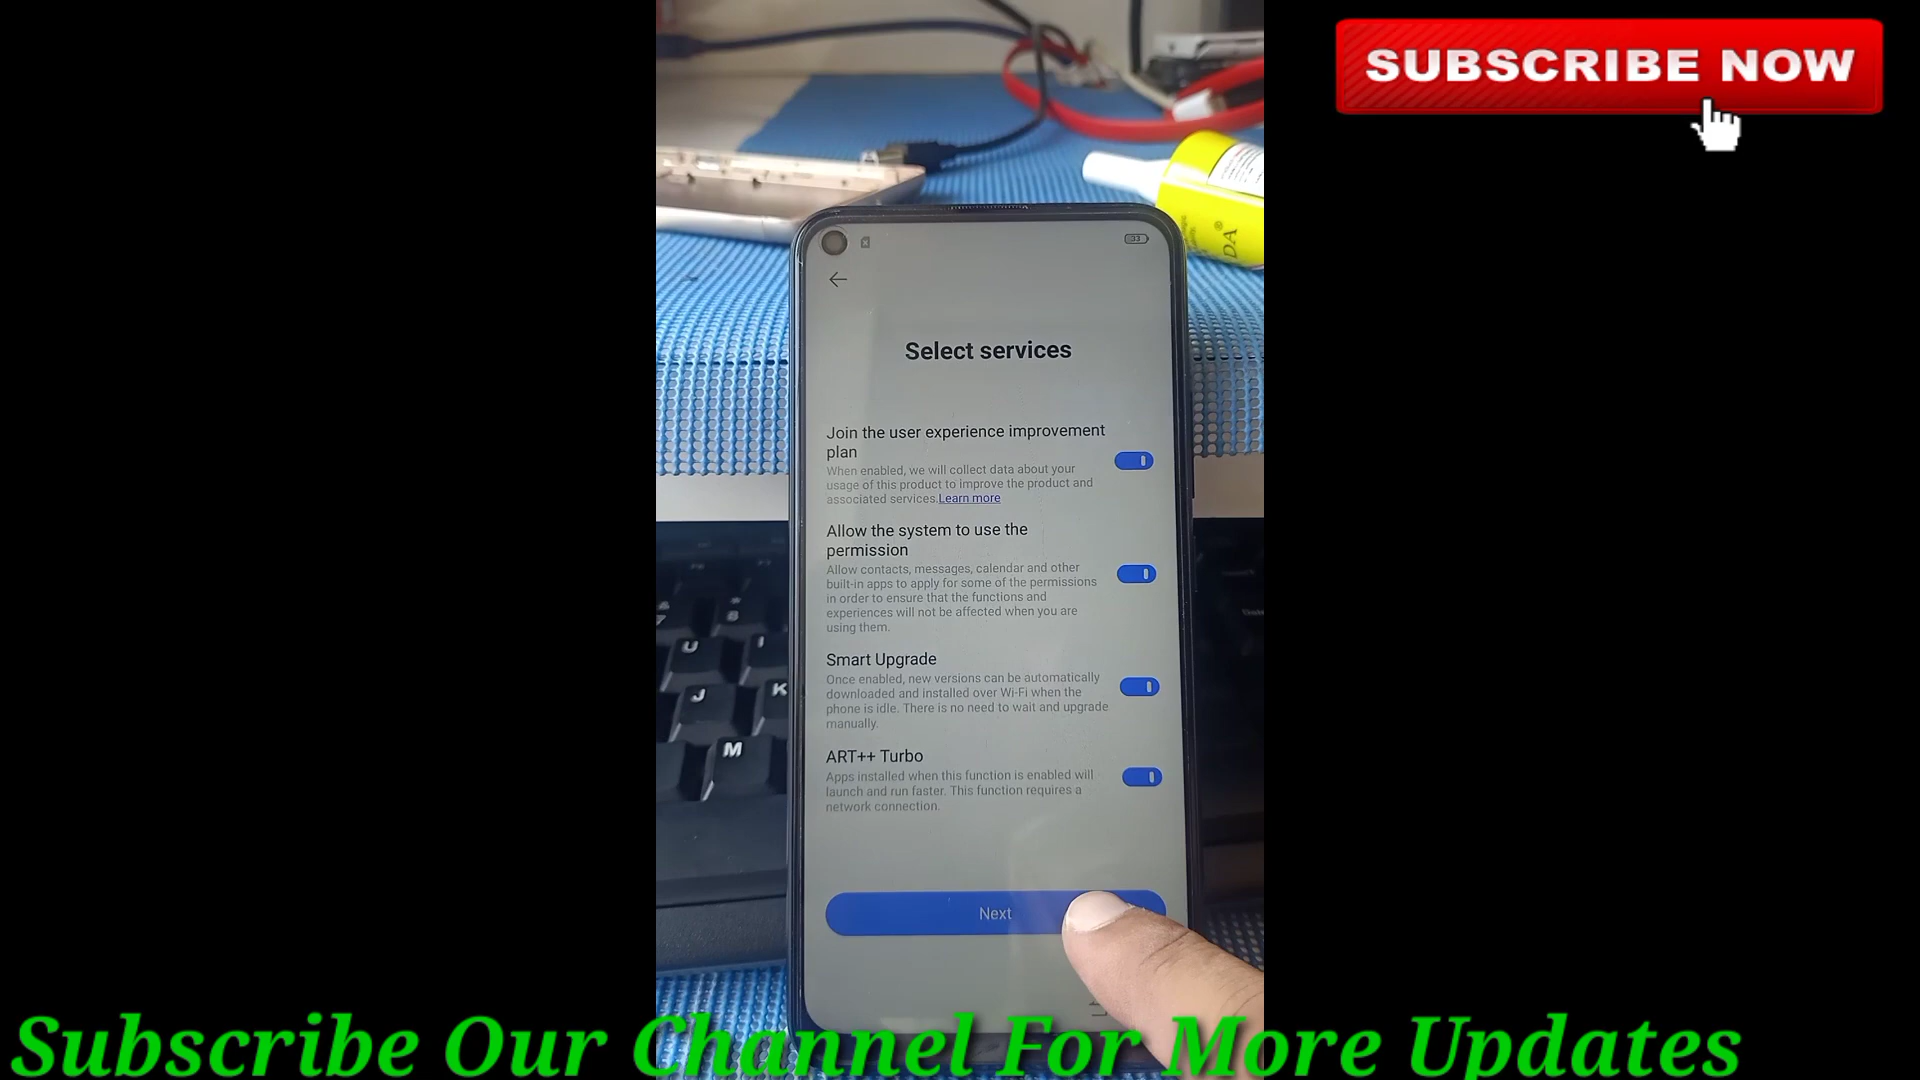 SUBSCRIBE NOW
DA®
33
Select services
Join the user experience improvement
plan
When enabled, we will collect data about your
usage of this product to improve the product and
associated services.Learn more
Allow the system to use the
permission
Allow contacts, messages, calendar and other
built-in apps to apply for some of the permissions
in order to ensure that the functions and
experiences will not be affected when you are
using them.
Smart Upgrade
Once enabled, new versions can be automatically
downloaded and installed over Wi-Fi when the
phone is idle. There is no need to wait and upgrade
manually.
ART++ Turbo
Apps installed when this function is enabled will
launch and run faster. This function requires a
network connection.
Next
* 8
U I
J K
M
Subscribe Our Channel For More Updates